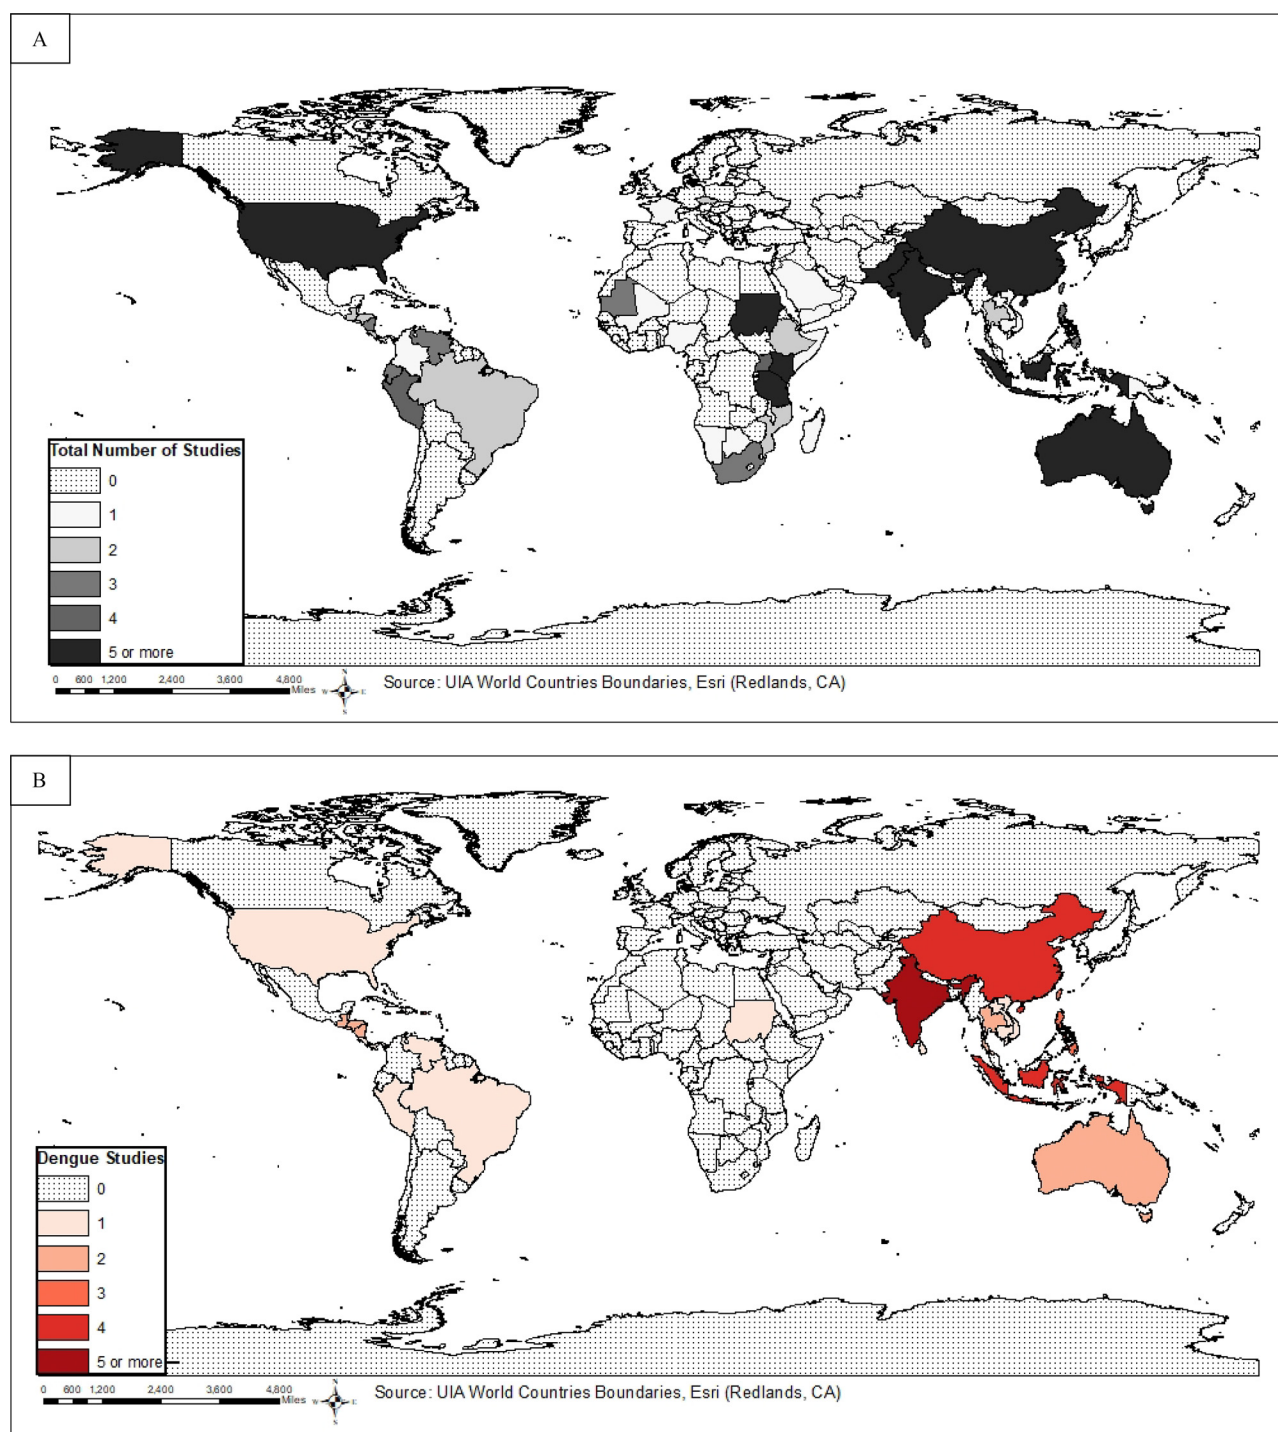 A
Total Number of Studies
0
1
2
3
4
5 or more
0 600 1,200 2,400 3,600 4,800
Miles
N
W E
S
Source: UIA World Countries Boundaries, Esri (Redlands, CA)
B
Dengue Studies
0
1
2
3
4
5 or more
0 600 1,200 2,400 3,600 4,800
Miles
N
W E
S
Source: UIA World Countries Boundaries, Esri (Redlands, CA)